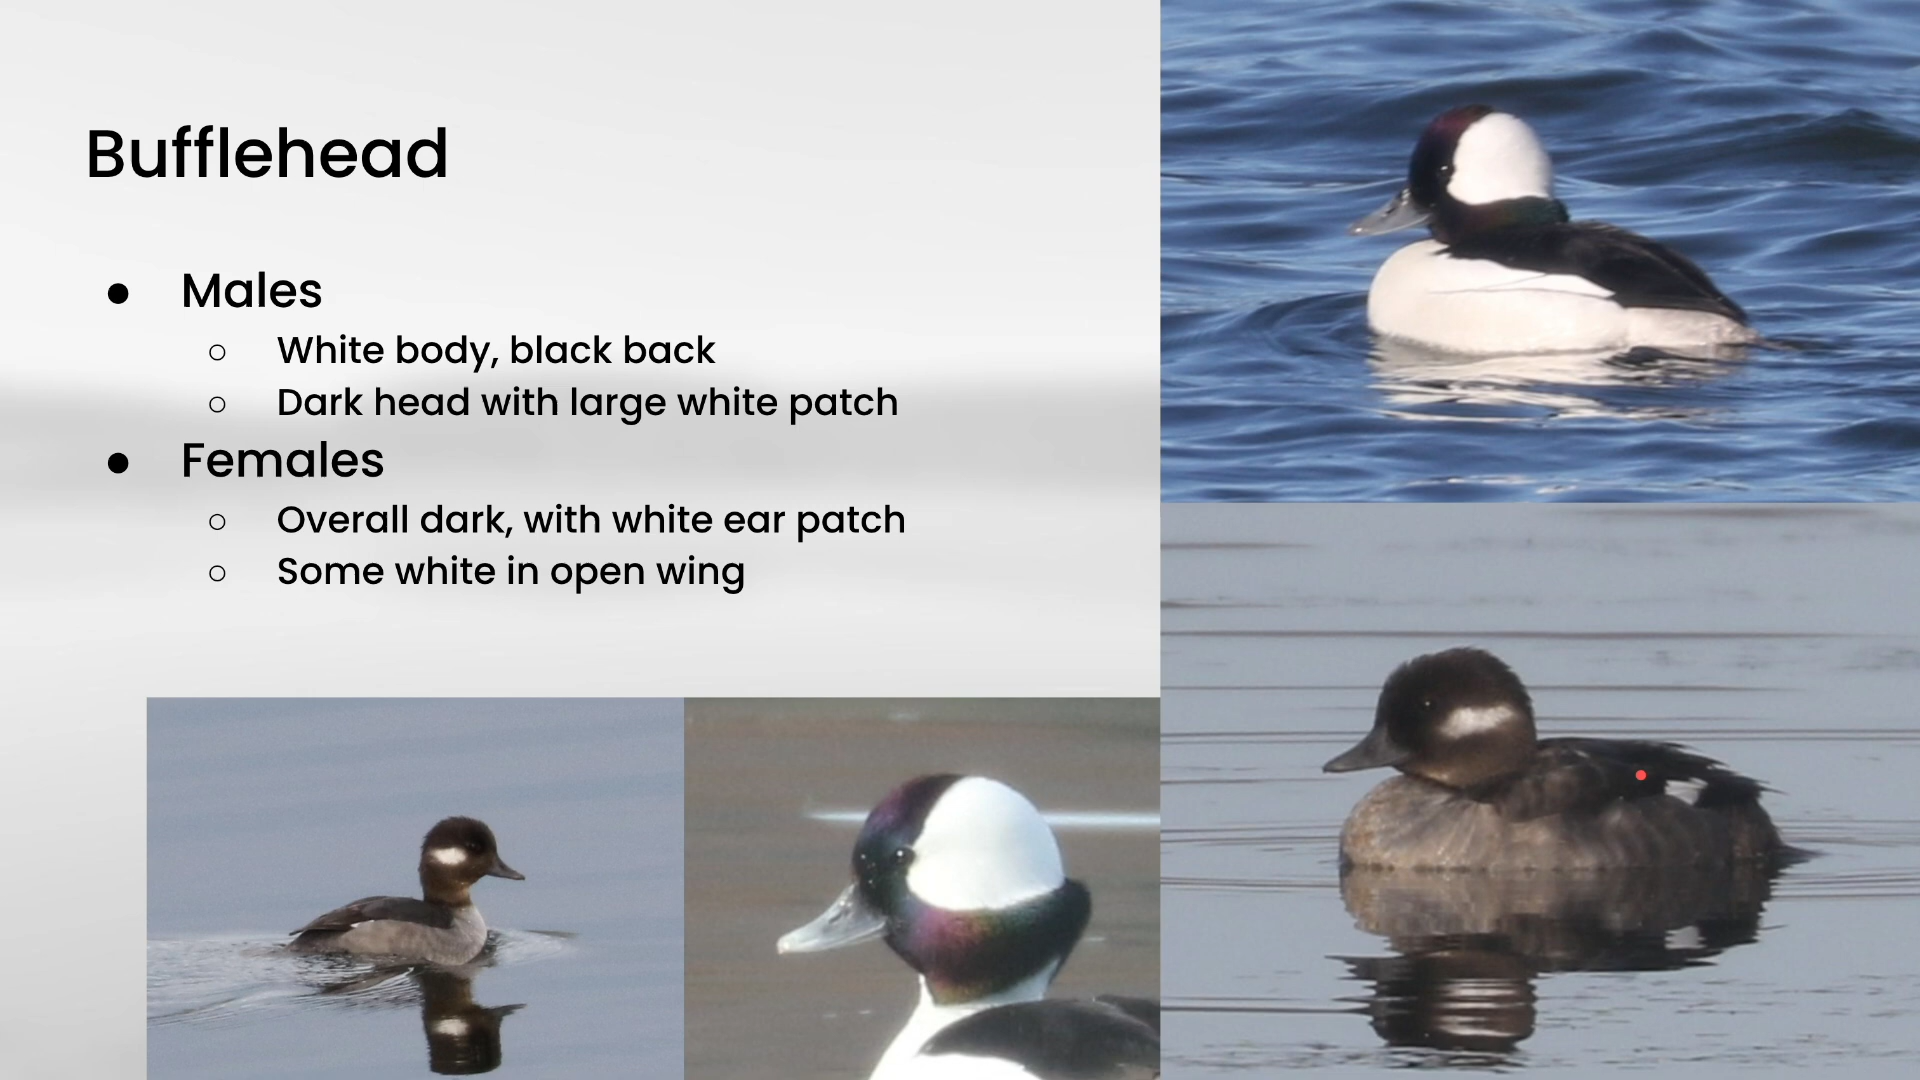 Bufflehead
● Males
○ White body, black back
○ Dark head with large white patch
● Females
○ Overall dark, with white ear patch
○ Some white in open wing